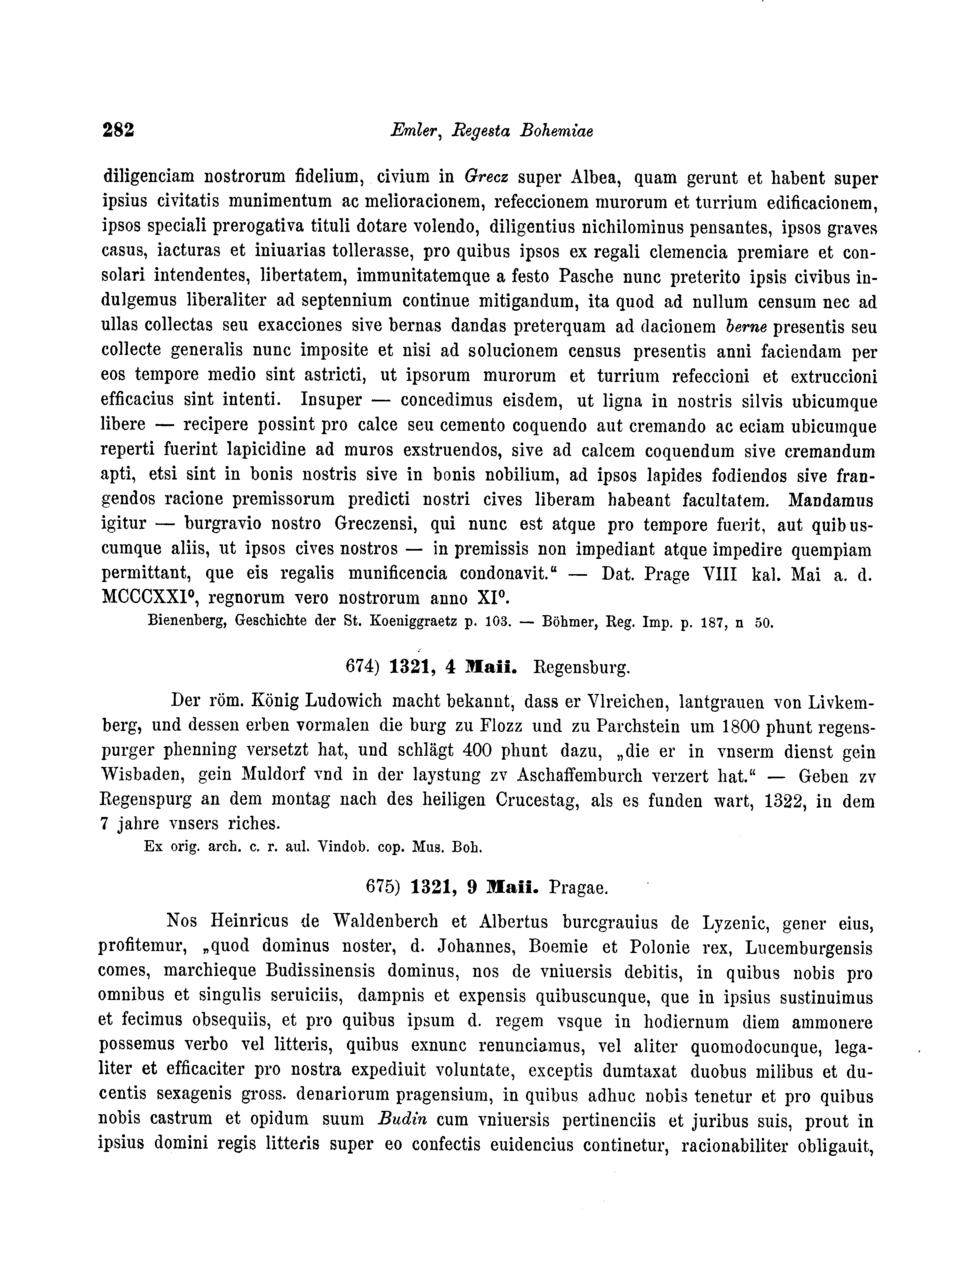 282 Emler, Regesta Bohemiae
diligenciam nostrorum fidelium, civium in Grecz super Albea, quam gerunt et habent super
ipsius civitatis munimentum ac melioracionem, refeccionem murorum et turrium edificacionem,
ipsos speciali prerogativa tituli dotare volendo, diligentius nichilominus pensantes, ipsos graves
casus, iacturas et iniuarias tollerasse, pro quibus ipsos ex regali clemencia premiare et con-
solari intendentes, libertatem, immunitatemque a festo Pasche nunc preterito ipsis civibus in-
dulgemus liberaliter ad septennium continue mitigandum, ita quod ad nullum censum nec ad
ullas collectas seu exacciones sive bernas dandas preterquam ad dacionem berne presentis seu
collecte generalis nunc imposite et nisi ad solucionem census presentis anni faciendam per
eos tempore medio sint astricti, ut ipsorum murorum et turrium refeccioni et extruccioni
efficacius sint intenti. Insuper — concedimus eisdem, ut ligna in nostris silvis ubicumque
libere — recipere possint pro calce seu cemento coquendo aut cremando ac eciam ubicumque
reperti fuerint lapicidine ad muros exstruendos, sive ad calcem coquendum sive cremandum
apti, etsi sint in bonis nostris sive in bonis nobilium, ad ipsos lapides fodiendos sive fran-
gendos racione premissorum predicti nostri cives liberam habeant facultatem. Mandamus
igitur — burgravio nostro Greczensi, qui nunc est atque pro tempore fuerit, aut quibus-
cumque aliis, ut ipsos cives nostros — in premissis non impediant atque impedire quempiam
permittant, que eis regalis munificencia condonavit.“ — Dat. Prage VIII kal. Mai a. d.
MCCCXXI⁰, regnorum vero nostrorum anno XI⁰.
Bienenberg, Geschichte der St. Koeniggraetz p. 103. — Böhmer, Reg. Imp. p. 187, n 50.
674) 1321, 4 Maii. Regensburg.
Der röm. König Ludowich macht bekannt, dass er Vlreichen, lantgrauen von Livkem-
berg, und dessen erben vormalen die burg zu Flozz und zu Parchstein um 1800 phunt regens-
purger phenning versetzt hat, und schlägt 400 phunt dazu, „die er in vnserm dienst gein
Wisbaden, gein Muldorf vnd in der laystung zv Aschaffemburch verzert hat.“ — Geben zv
Regenspurg an dem montag nach des heiligen Crucestag, als es funden wart, 1322, in dem
7 jahre vnsers riches.
Ex orig. arch. c. r. aul. Vindob. cop. Mus. Boh.
675) 1321, 9 Maii. Pragae.
Nos Heinricus de Waldenberch et Albertus burcgrauius de Lyzenic, gener eius,
profitemur, „quod dominus noster, d. Johannes, Boemie et Polonie rex, Lucemburgensis
comes, marchieque Budissinensis dominus, nos de vniuersis debitis, in quibus nobis pro
omnibus et singulis seruiciis, dampnis et expensis quibuscunque, que in ipsius sustinuimus
et fecimus obsequiis, et pro quibus ipsum d. regem vsque in hodiernum diem ammonere
possemus verbo vel litteris, quibus exnunc renunciamus, vel aliter quomodocunque, lega-
liter et efficaciter pro nostra expediuit voluntate, exceptis dumtaxat duobus milibus et du-
centis sexagenis gross. denariorum pragensium, in quibus adhuc nobis tenetur et pro quibus
nobis castrum et opidum suum Budin cum vniuersis pertinenciis et juribus suis, prout in
ipsius domini regis litteris super eo confectis euidencius continetur, racionabiliter obligauit,